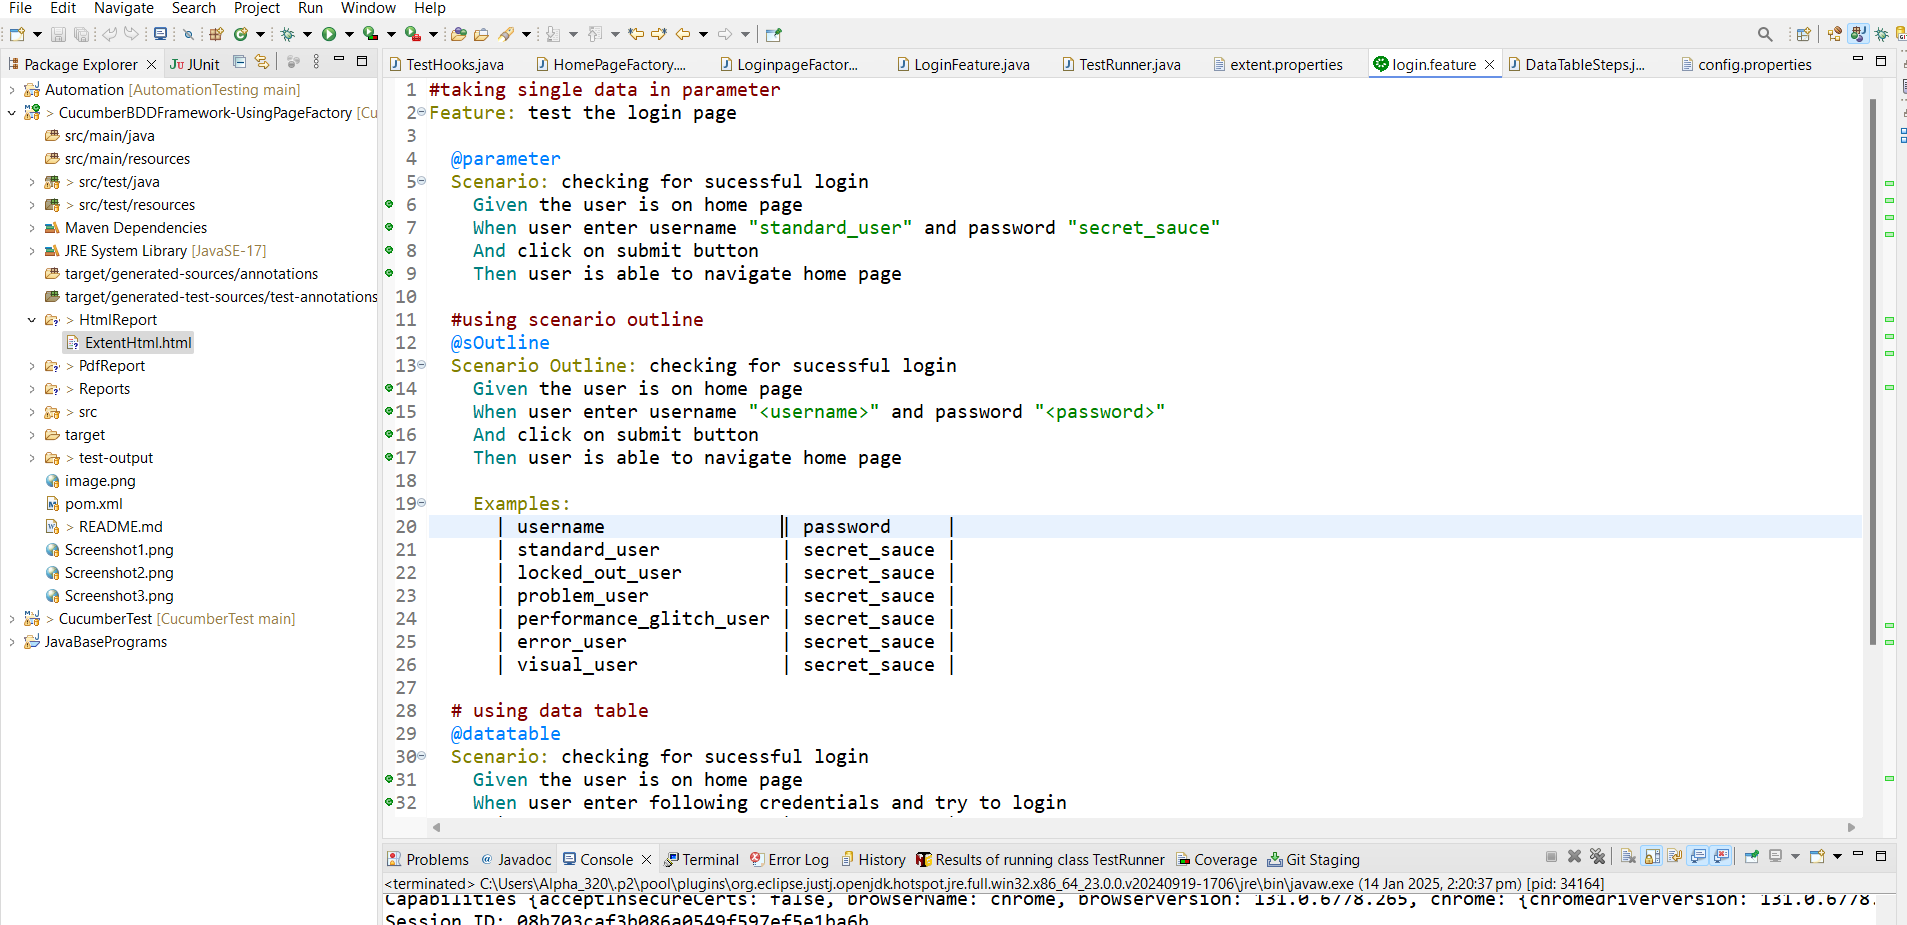 File Edit Navigate Search Project Run Window Help
Package Explorer JUnit
TestHooks.java HomePageFactory.... LoginpageFactor... LoginFeature.java TestRunner.java extent.properties login.feature DataTableSteps.j... config.properties
Automation [AutomationTesting main]
> CucumberBDDFramework-UsingPageFactory [Cu
src/main/java
src/main/resources
> src/test/java
> src/test/resources
Maven Dependencies
JRE System Library [JavaSE-17]
target/generated-sources/annotations
target/generated-test-sources/test-annotations
> HtmlReport
ExtentHtml.html
> PdfReport
> Reports
> src
target
> test-output
image.png
pom.xml
> README.md
Screenshot1.png
Screenshot2.png
Screenshot3.png
> CucumberTest [CucumberTest main]
JavaBasePrograms
1 #taking single data in parameter
2 Feature: test the login page
3
4 @parameter
5 Scenario: checking for sucessful login
6 Given the user is on home page
7 When user enter username "standard_user" and password "secret_sauce"
8 And click on submit button
9 Then user is able to navigate home page
10
11 #using scenario outline
12 @sOutline
13 Scenario Outline: checking for sucessful login
14 Given the user is on home page
15 When user enter username "<username>" and password "<password>"
16 And click on submit button
17 Then user is able to navigate home page
18
19 Examples:
20 | username | password |
21 | standard_user | secret_sauce |
22 | locked_out_user | secret_sauce |
23 | problem_user | secret_sauce |
24 | performance_glitch_user | secret_sauce |
25 | error_user | secret_sauce |
26 | visual_user | secret_sauce |
27
28 # using data table
29 @datatable
30 Scenario: checking for sucessful login
31 Given the user is on home page
32 When user enter following credentials and try to login
Problems Javadoc Console Terminal Error Log History Results of running class TestRunner Coverage Git Staging
<terminated> C:\Users\Alpha_320\.p2\pool\plugins\org.eclipse.justj.openjdk.hotspot.jre.full.win32.x86_64_23.0.0.v20240919-1706\jre\bin\javaw.exe (14 Jan 2025, 2:20:37 pm) [pid: 34164]
Capabilities {acceptInsecureCerts: false, browserName: chrome, browserVersion: 131.0.6778.265, chrome: {chromedriverVersion: 131.0.6778.
Session ID: 08b703caf3b086a0549f597ef5e1ba6b